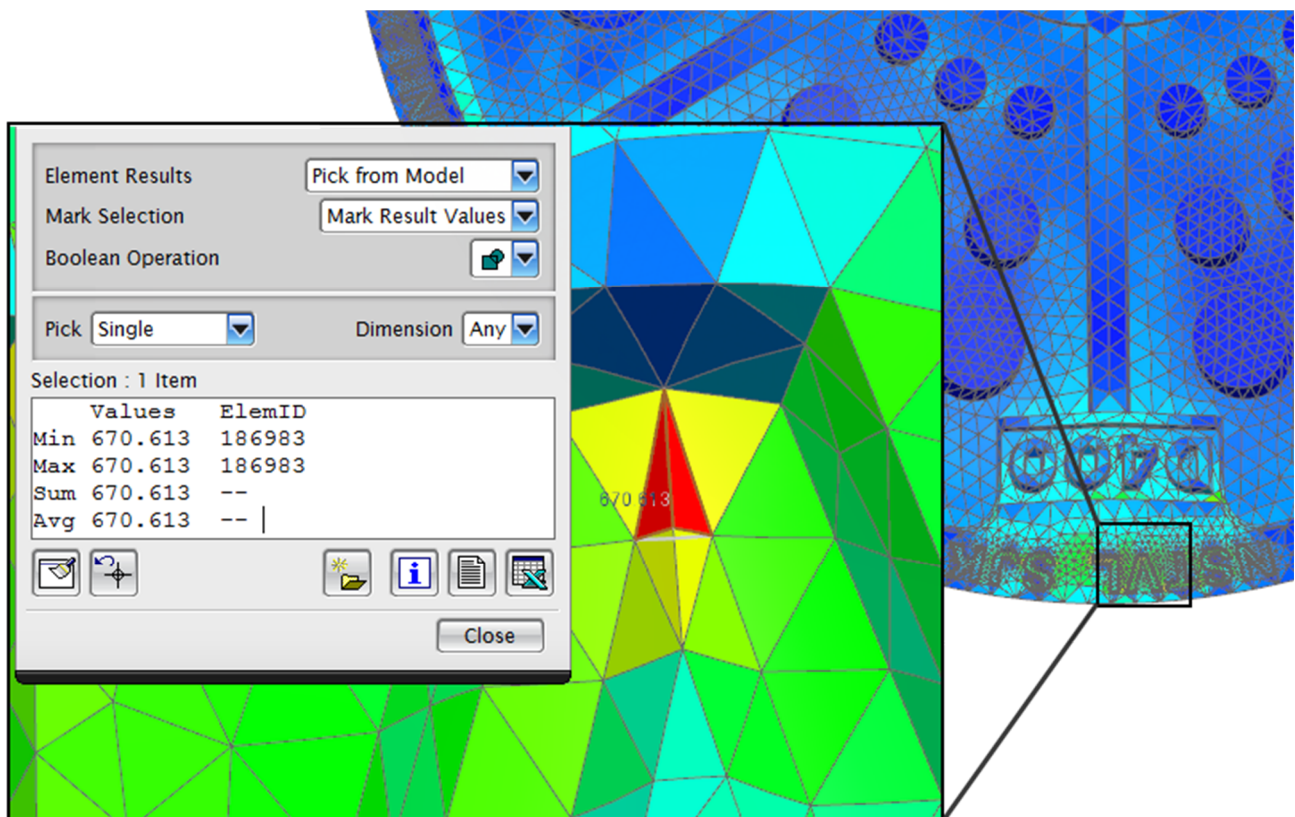 Element Results Pick from Model
Mark Selection Mark Result Values
Boolean Operation
Pick Single Dimension Any
Selection : 1 Item
Values ElemID
Min 670.613 186983
Max 670.613 186983
Sum 670.613 --
Avg 670.613 --
Close
670.613